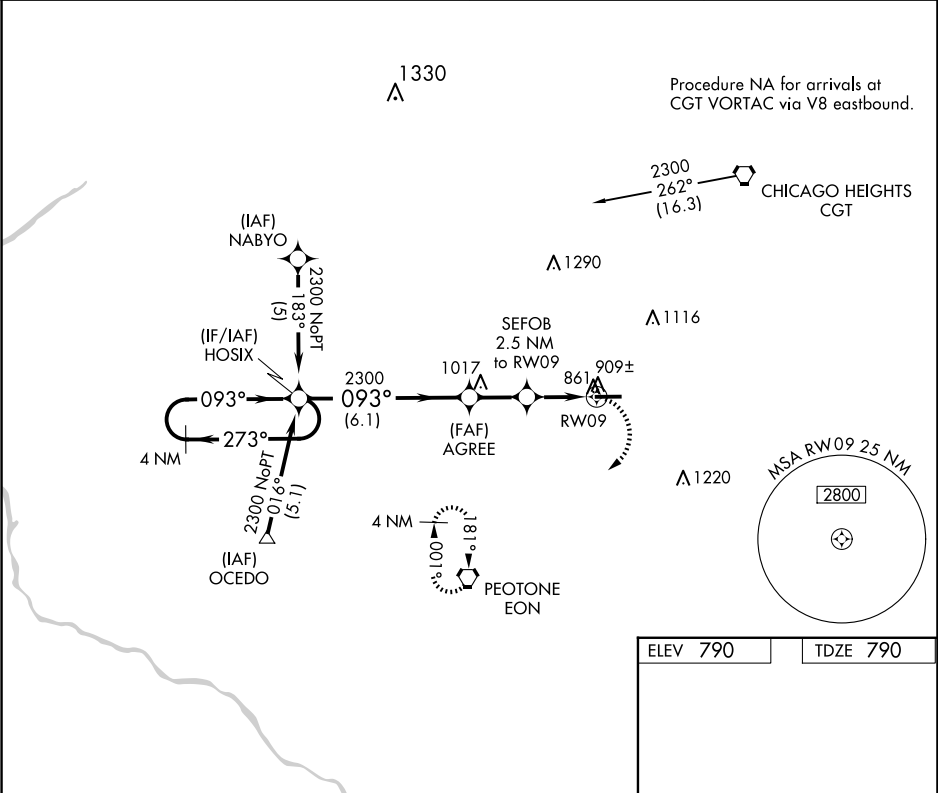 1330
Procedure NA for arrivals at
CGT VORTAC via V8 eastbound.
2300
262°
(16.3)
CHICAGO HEIGHTS
CGT
(IAF)
NABYO
2300 NoPT
183°
(5)
1290
1116
SEFOB
2.5 NM
to RW09
(IF/IAF)
HOSIX
1017
861
909±
093°
2300
093°
(6.1)
RW09
(FAF)
AGREE
273°
4 NM
2300 NoPT
016°
(5.1)
(IAF)
OCEDO
1220
MSA RW09 25 NM
2800
4 NM
181°
001°
PEOTONE
EON
ELEV 790
TDZE 790